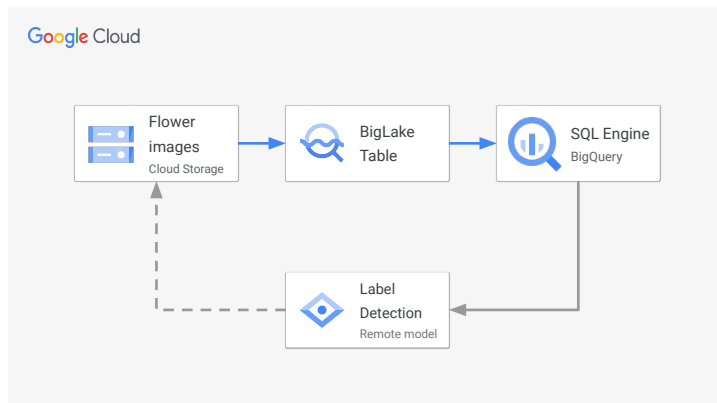 Google Cloud
Flower
images
Cloud Storage
BigLake
Table
SQL Engine
BigQuery
Label
Detection
Remote model